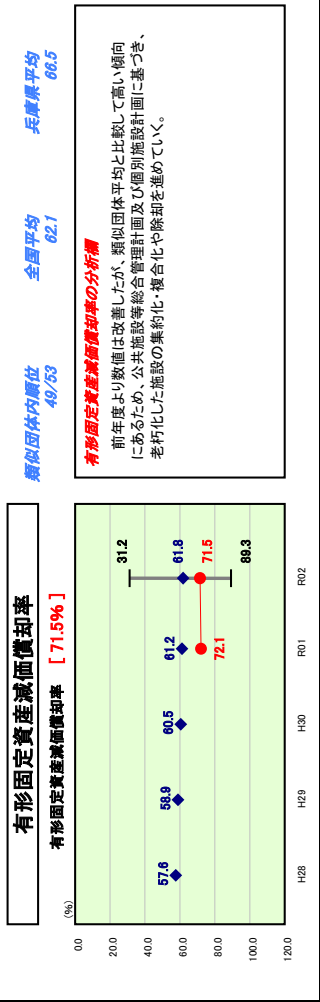 有形固定資産減価償却率
有形固定資産減価償却率 [ 71.5% ]
(%)
0.0
20.0
40.0
60.0
80.0
100.0
120.0
57.6
58.9
60.5
61.2
72.1
31.2
61.8
71.5
89.3
H28
H29
H30
R01
R02
類似団体内順位
49/53
全国平均
62.1
兵庫県平均
66.5
有形固定資産減価償却率の分析欄
前年度より数値は改善したが、類似団体平均と比較して高い傾向
にあるため、公共施設等総合管理計画及び個別施設計画に基づき、
老朽化した施設の集約化・複合化や除却を進めていく。